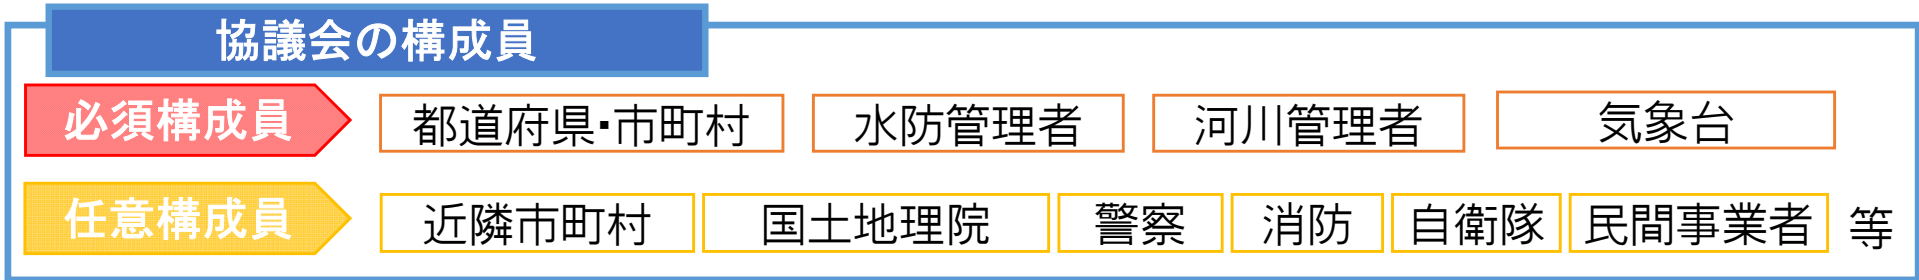 協議会の構成員
必須構成員 都道府県・市町村 水防管理者 河川管理者 気象台
任意構成員 近隣市町村 国土地理院 警察 消防 自衛隊 民間事業者 等